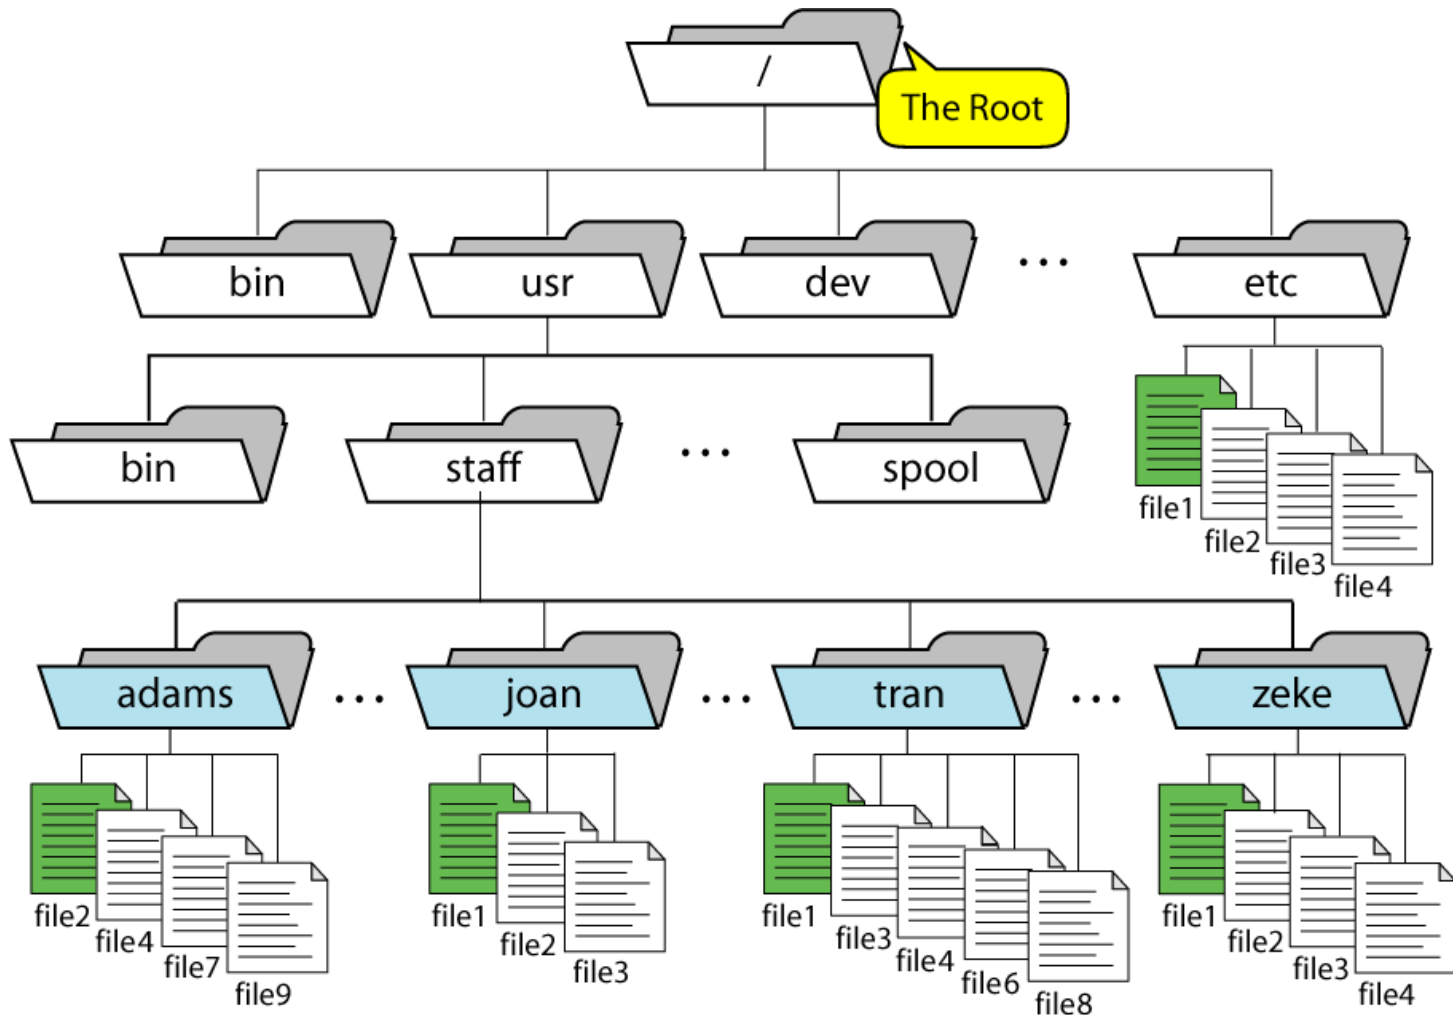 /
The Root
bin
usr
dev
...
etc
bin
staff
...
spool
file1
file2
file3
file4
adams
...
joan
...
tran
...
zeke
file2
file4
file7
file9
file1
file2
file3
file1
file3
file4
file6
file8
file1
file2
file3
file4